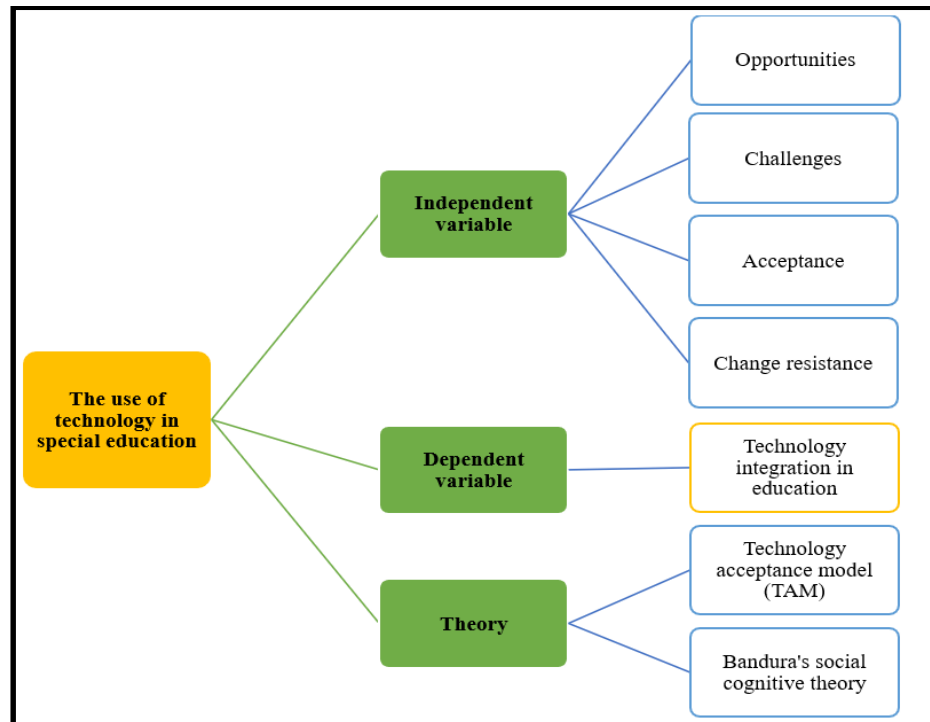 The use of
technology in
special education
Independent
variable
Opportunities
Challenges
Acceptance
Change resistance
Dependent
variable
Technology
integration in
education
Theory
Technology
acceptance model
(TAM)
Bandura's social
cognitive theory